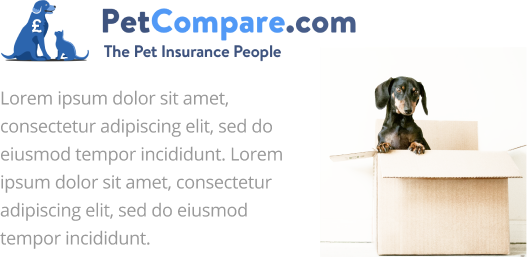 £
PetCompare.com
The Pet Insurance People
Lorem ipsum dolor sit amet,
consectetur adipiscing elit, sed do
eiusmod tempor incididunt. Lorem
ipsum dolor sit amet, consectetur
adipiscing elit, sed do eiusmod
tempor incididunt.